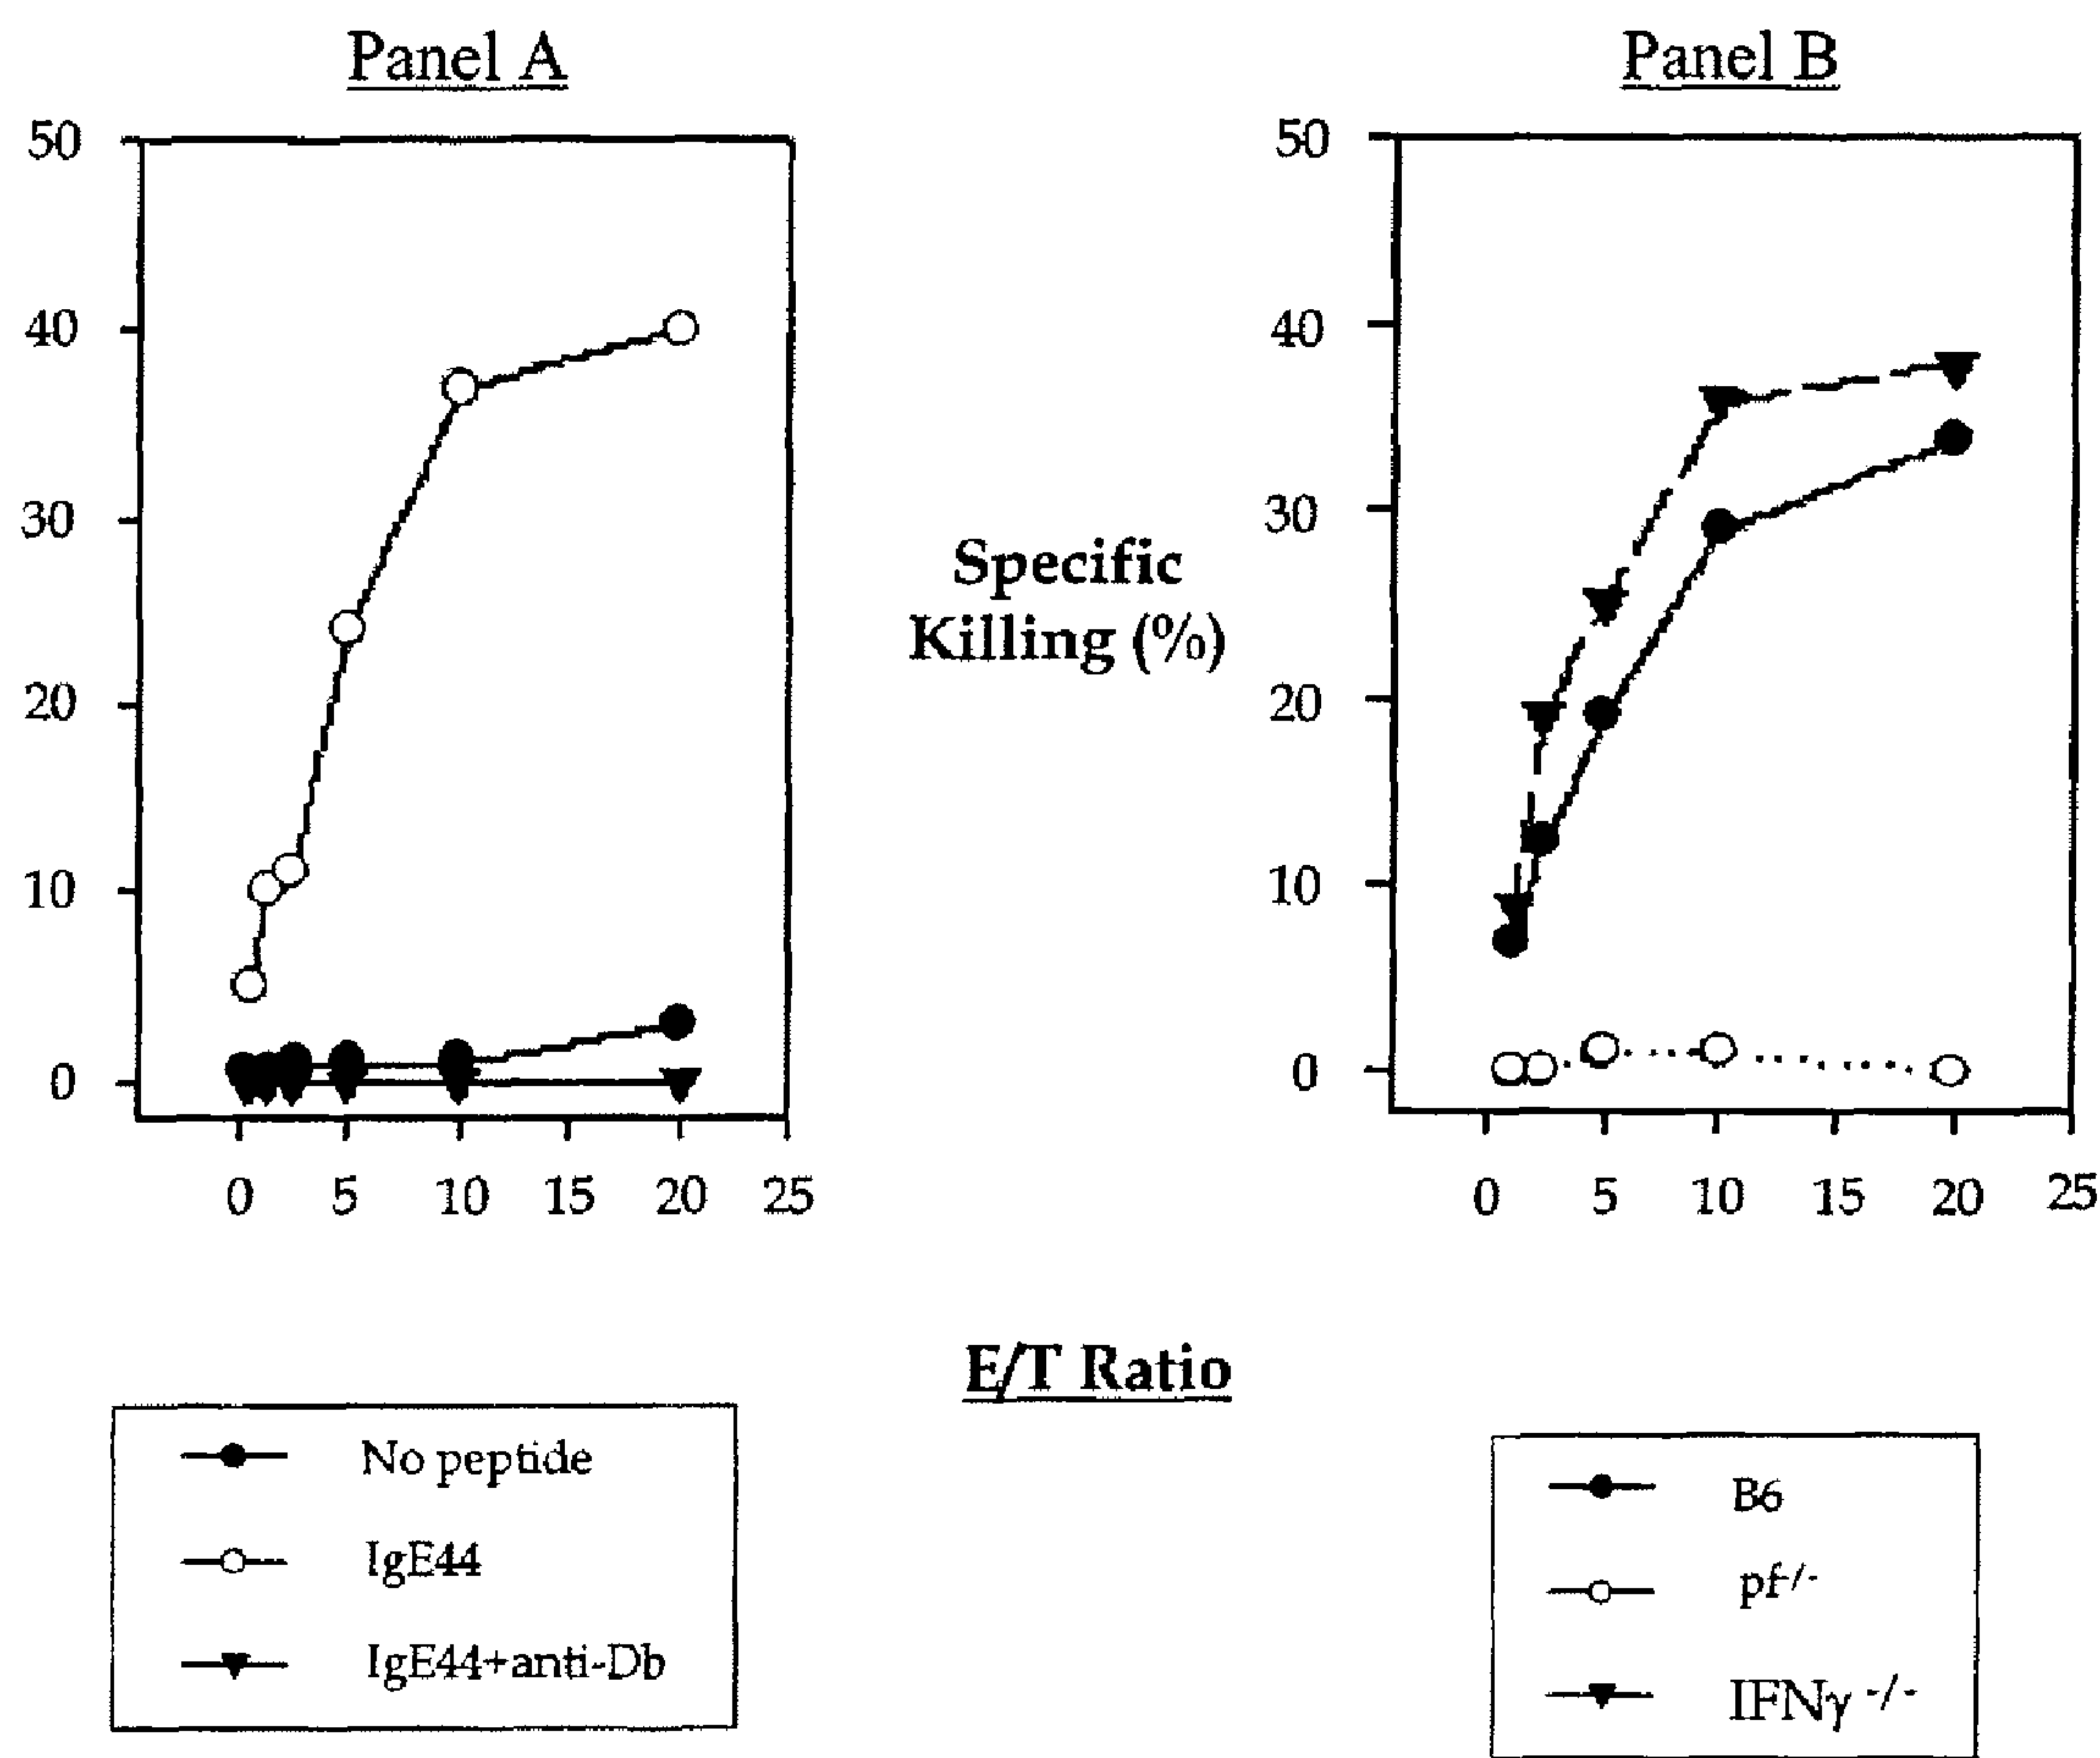 Panel A
Panel B
50
40
30
20
10
0
0 5 10 15 20 25
Specific
Killing (%)
50
40
30
20
10
0
0 5 10 15 20 25
E/T Ratio
No peptide
IgE44
IgE44+anti-Db
B6
pf-/-
IFNγ -/-